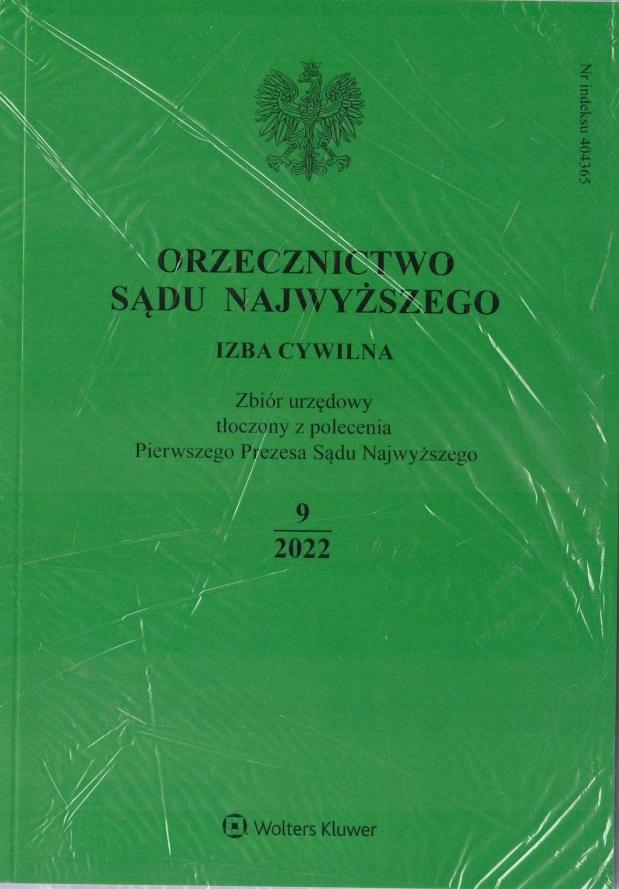 Nr indeksu 404365
ORZECZNICTWO
SĄDU NAJWYŻSZEGO
IZBA CYWILNA
Zbiór urzędowy
tłoczony z polecenia
Pierwszego Prezesa Sądu Najwyższego
9
2022
Wolters Kluwer